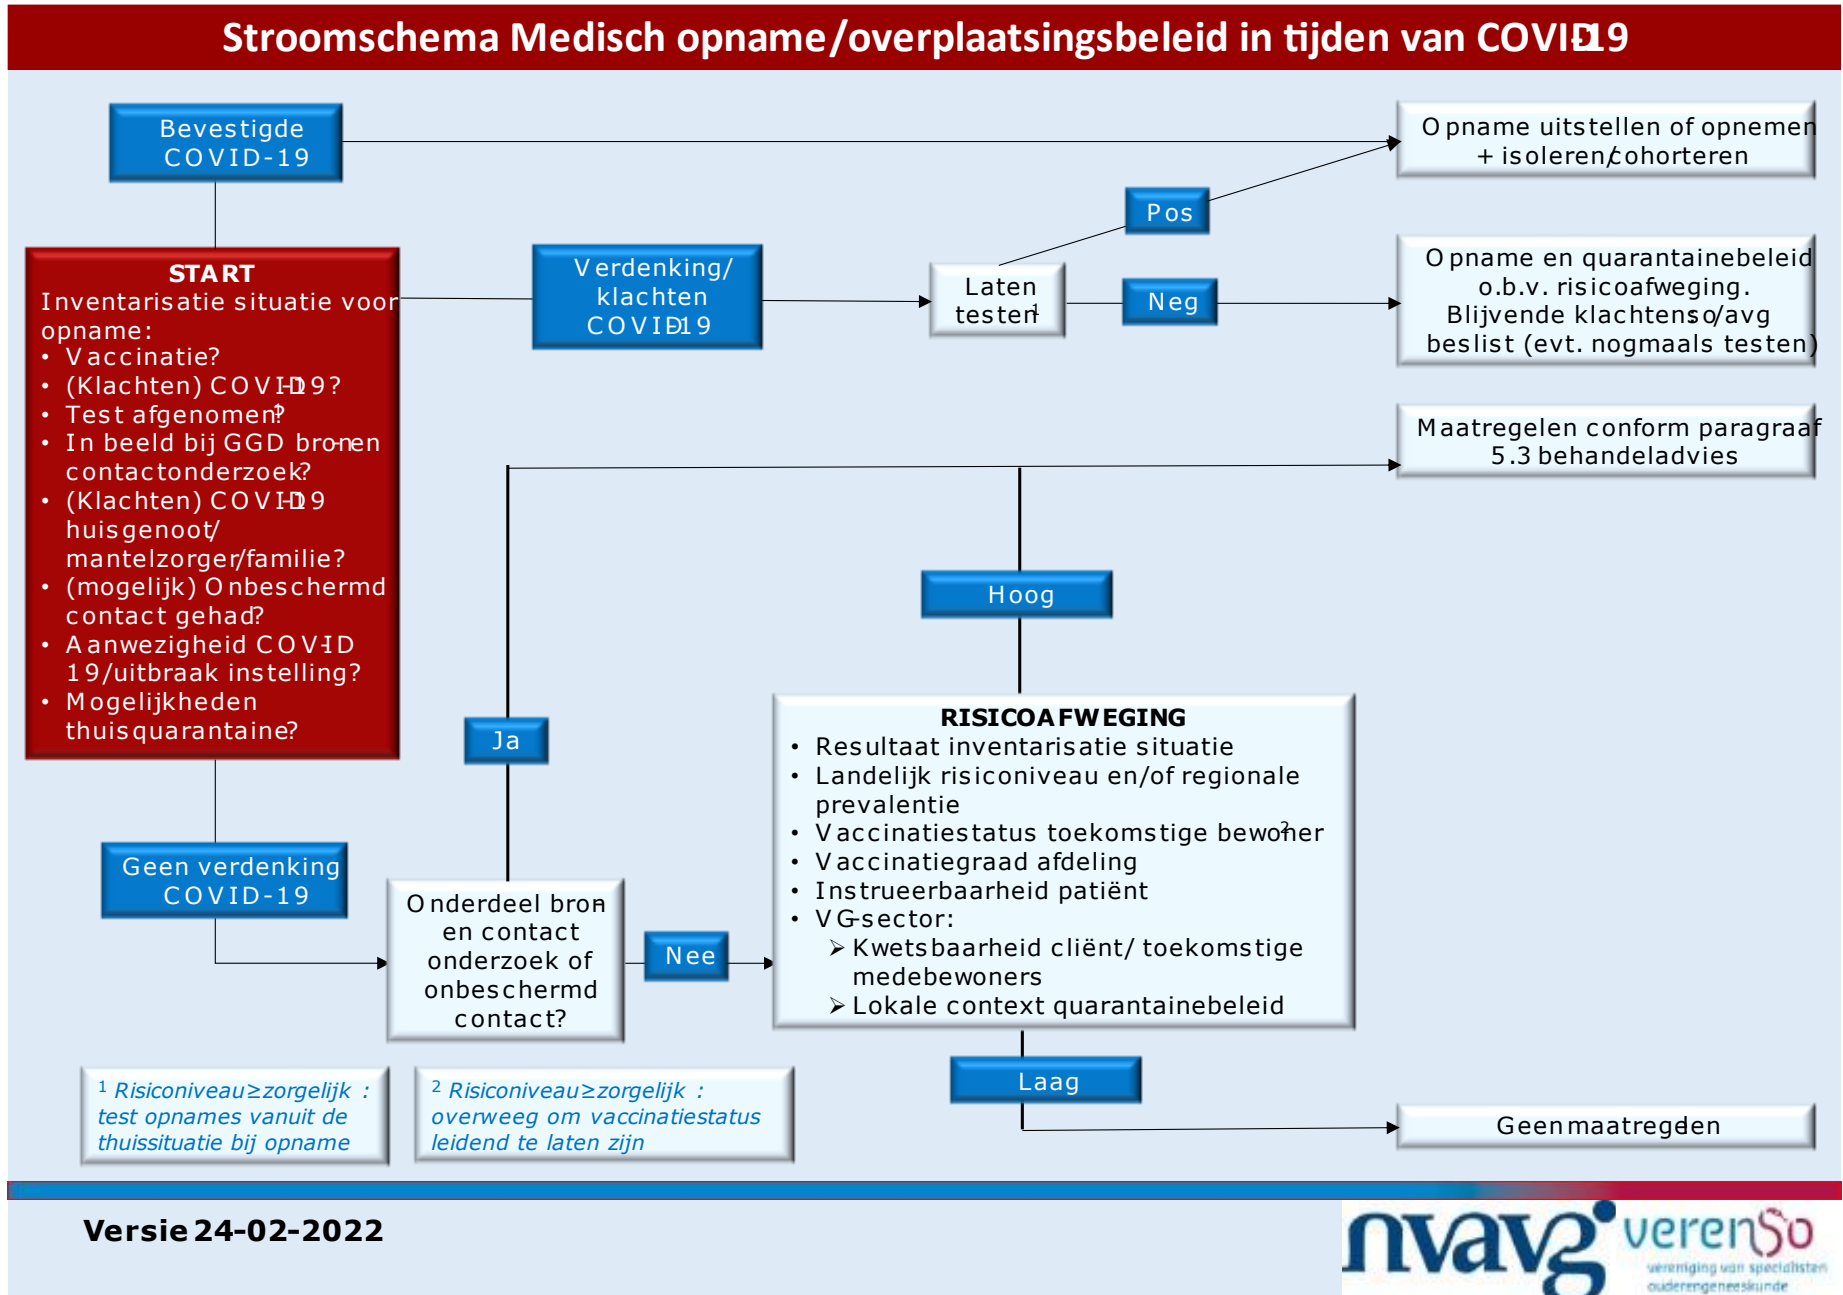 Stroomschema Medisch opname/overplaatsingsbeleid in tijden van COVID-19
Bevestigde
COVID-19
Opname uitstellen of opnemen
+ isoleren/cohorteren
Pos
START
Inventarisatie situatie voor
opname:
• Vaccinatie?
• (Klachten) COVID-19?
• Test afgenomen¹?
• In beeld bij GGD bron-en
contactonderzoek?
• (Klachten) COVID-19
huisgenoot/
mantelzorger/familie?
• (mogelijk) Onbeschermd
contact gehad?
• Aanwezigheid COVID-
19/uitbraak instelling?
• Mogelijkheden
thuisquarantaine?
Verdenking/
klachten
COVID-19
Laten
testen¹
Neg
Opname en quarantainebeleid
o.b.v. risicoafweging.
Blijvende klachten: so/avg
beslist (evt. nogmaals testen)
Maatregelen conform paragraaf
5.3 behandeladvies
Hoog
Ja
RISICOAFWEGING
• Resultaat inventarisatie situatie
• Landelijk risiconiveau en/of regionale
prevalentie
• Vaccinatiestatus toekomstige bewoner²
• Vaccinatiegraad afdeling
• Instrueerbaarheid patiënt
• VG-sector:
➢ Kwetsbaarheid cliënt/ toekomstige
medebewoners
➢ Lokale context quarantainebeleid
Geen verdenking
COVID-19
Onderdeel bron-
en contact
onderzoek of
onbeschermd
contact?
Nee
Laag
Geen maatregelen
¹ Risiconiveau ≥ zorgelijk :
test opnames vanuit de
thuissituatie bij opname
² Risiconiveau ≥ zorgelijk :
overweeg om vaccinatiestatus
leidend te laten zijn
Versie 24-02-2022
nvavg
verenso
vereniging van specialisten
ouderengeneeskunde